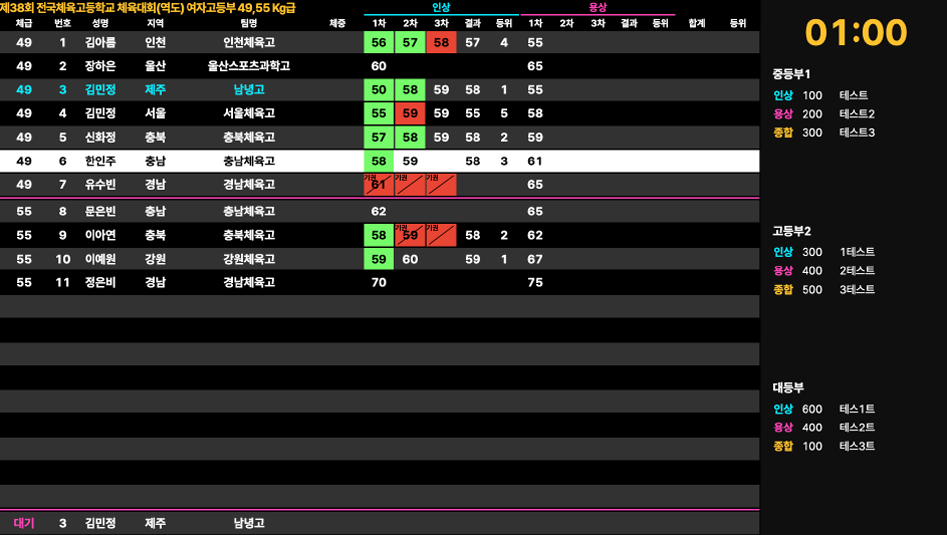 제38회 전국체육고등학교 체육대회(역도) 여자고등부 49,55 Kg급
인상 용상
체급 번호 성명 지역 팀명 체중 1차 2차 3차 결과 등위 1차 2차 3차 결과 등위 합계 등위
49 1 김아름 인천 인천체육고 56 57 58 57 4 55
49 2 장하은 울산 울산스포츠과학고 60 65
49 3 김민정 제주 남녕고 50 58 59 58 1 55
49 4 김민정 서울 서울체육고 55 59 59 55 5 58
49 5 신화정 충북 충북체육고 57 58 59 58 2 59
49 6 한인주 충남 충남체육고 58 59 58 3 61
49 7 유수빈 경남 경남체육고 기권 61 기권 기권 65
55 8 문은빈 충남 충남체육고 62 65
55 9 이아연 충북 충북체육고 58 기권 59 기권 58 2 62
55 10 이예원 강원 강원체육고 59 60 59 1 67
55 11 정은비 경남 경남체육고 70 75
대기 3 김민정 제주 남녕고
01:00
중등부1
인상 100 테스트
용상 200 테스트2
종합 300 테스트3
고등부2
인상 300 1테스트
용상 400 2테스트
종합 500 3테스트
대등부
인상 600 테스1트
용상 400 테스2트
종합 100 테스3트